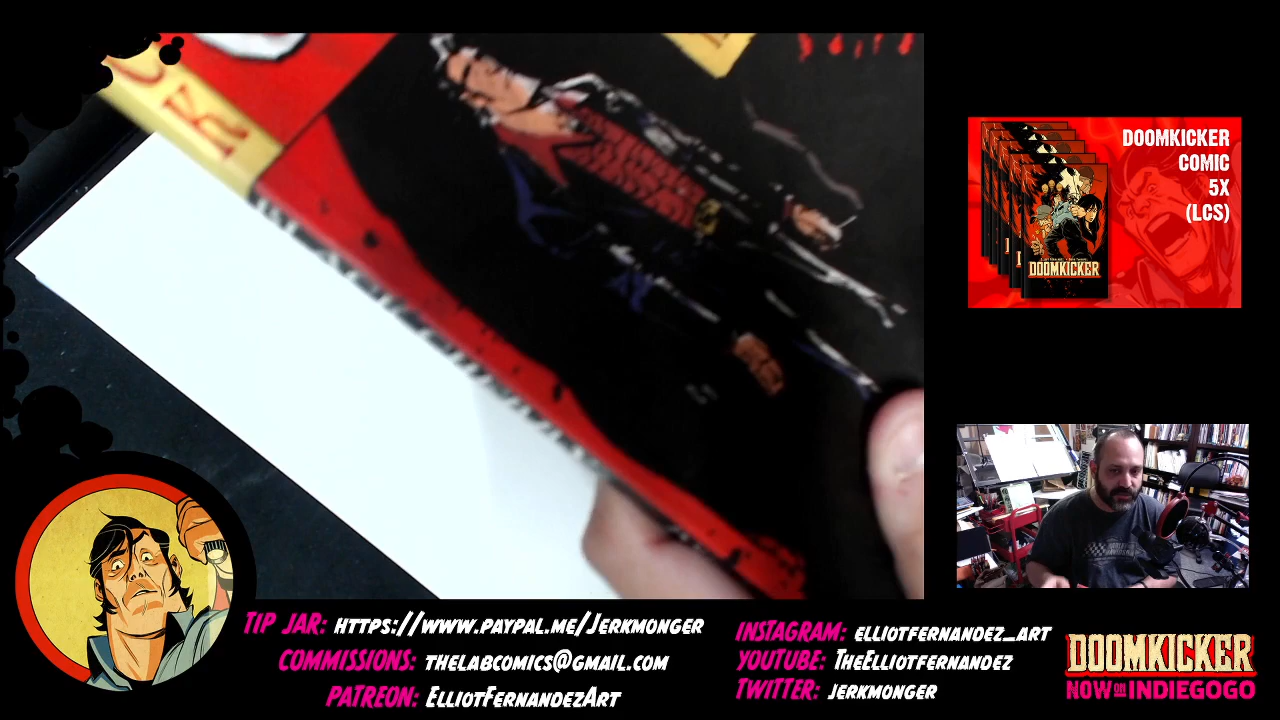 DOOMKICKER
COMIC
5X
(LCS)
DOOMKICKER
TIP JAR: HTTPS://WWW.PAYPAL.ME/JERKMONGER
COMMISSIONS: THELABCOMICS@GMAIL.COM
PATREON: ELLIOTFERNANDEZART
INSTAGRAM: ELLIOTFERNANDEZ_ART
YOUTUBE: THEELLIOTFERNANDEZ
TWITTER: JERKMONGER
DOOMKICKER
NOW ON INDIEGOGO